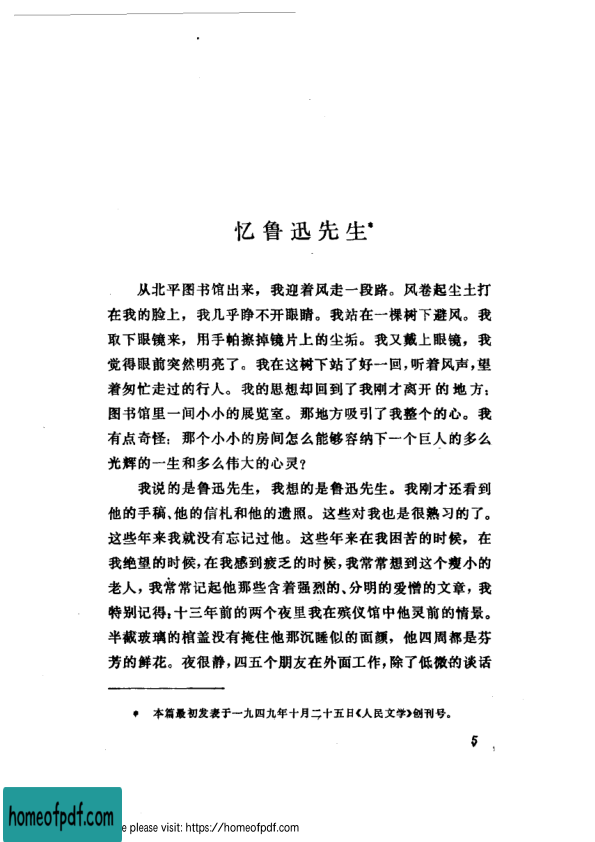 忆鲁迅先生*
从北平图书馆出来，我迎着风走一段路。风卷起尘土打
在我的脸上，我几乎睁不开眼睛。我站在一棵树下避风。我
取下眼镜来，用手帕擦掉镜片上的尘垢。我又戴上眼镜，我
觉得眼前突然明亮了。我在这树下站了好一回，听着风声，望
着匆忙走过的行人。我的思想却回到了我刚才离开的地方：
图书馆里一间小小的展览室。那地方吸引了我整个的心。我
有点奇怪：那个小小的房间怎么能够容纳下一个巨人的多么
光辉的一生和多么伟大的心灵？
我说的是鲁迅先生，我想的是鲁迅先生。我刚才还看到
他的手稿、他的信札和他的遗照。这些对我也是很熟习的了。
这些年来我就没有忘记过他。这些年来在我困苦的时候，在
我绝望的时候，在我感到疲乏的时候，我常常想到这个瘦小的
老人，我常常记起他那些含着强烈的、分明的爱憎的文章，我
特别记得：十三年前的两个夜里我在殡仪馆中他灵前的情景。
半截玻璃的棺盖没有掩住他那沉睡似的面颜，他四周都是芬
芳的鲜花。夜很静，四五个朋友在外面工作，除了低微的谈话
* 本篇最初发表于一九四九年十月二十五日《人民文学》创刊号。
5
homeofpdf.com
e please visit: https://homeofpdf.com